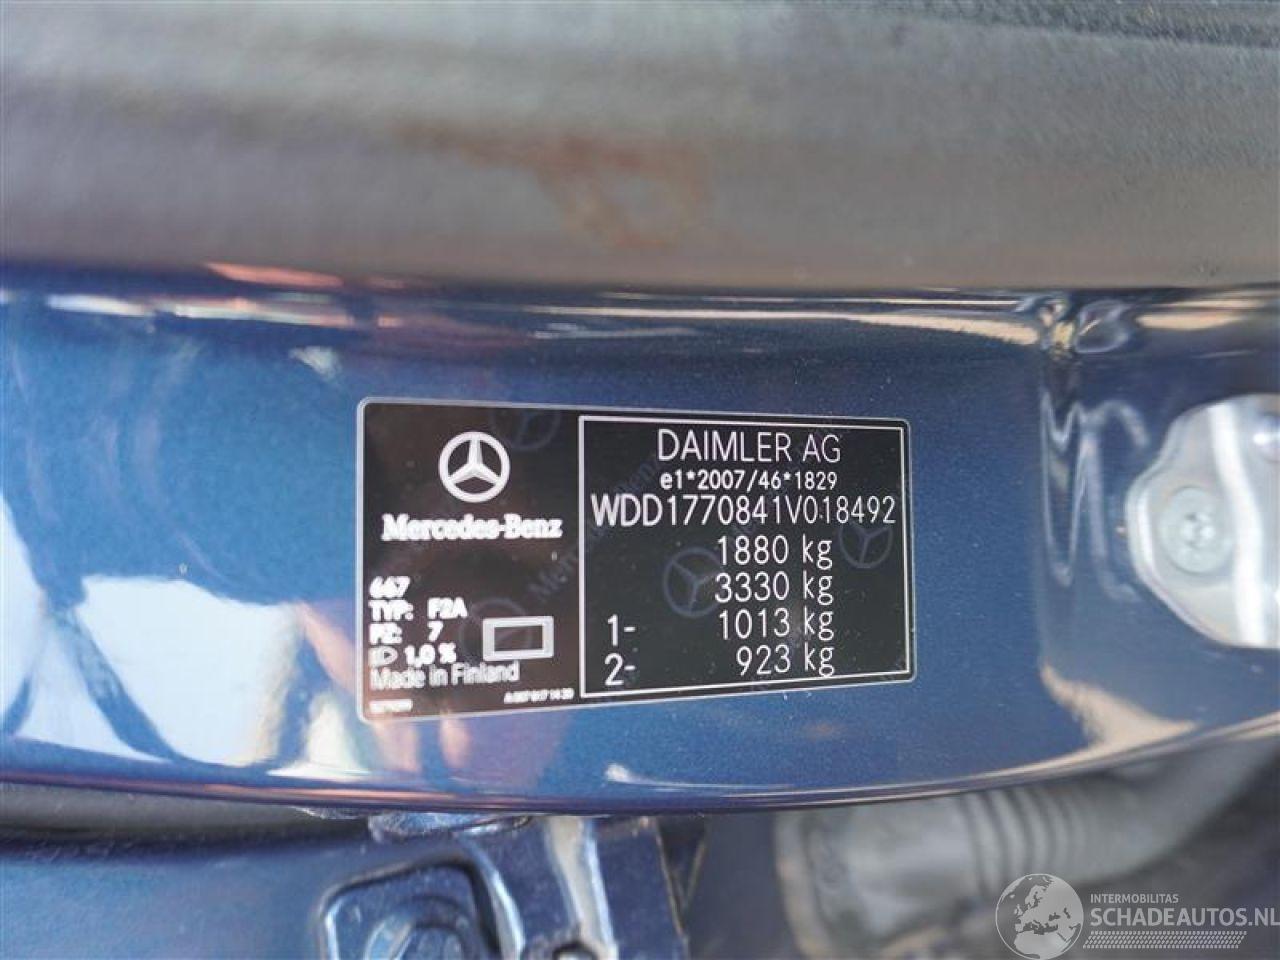 Mercedes-Benz
667
TYP: F2A
PZ: 7
1,0 %
Made in Finland
DAIMLER AG
e1*2007/46*1829
WDD1770841V018492
1880 kg
3330 kg
1- 1013 kg
2- 923 kg
INTERMOBILITAS
SCHADEAUTOS.NL